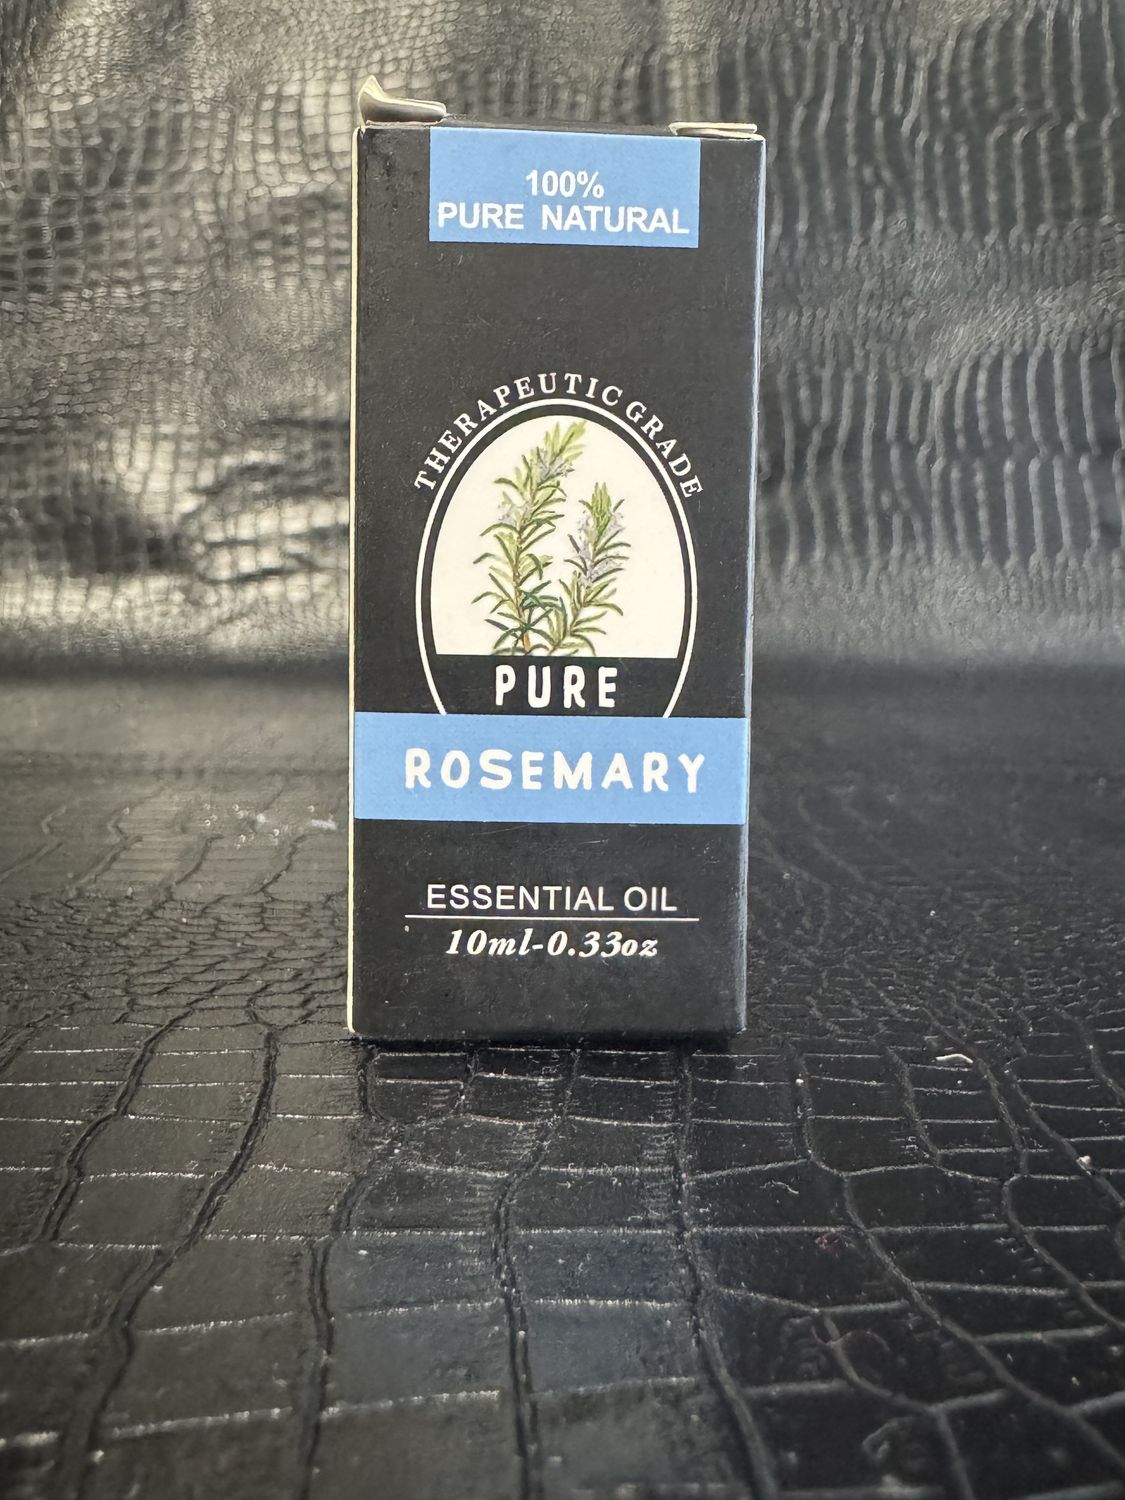 100%
PURE NATURAL
THERAPEUTIC GRADE
PURE
ROSEMARY
ESSENTIAL OIL
10ml-0.33oz